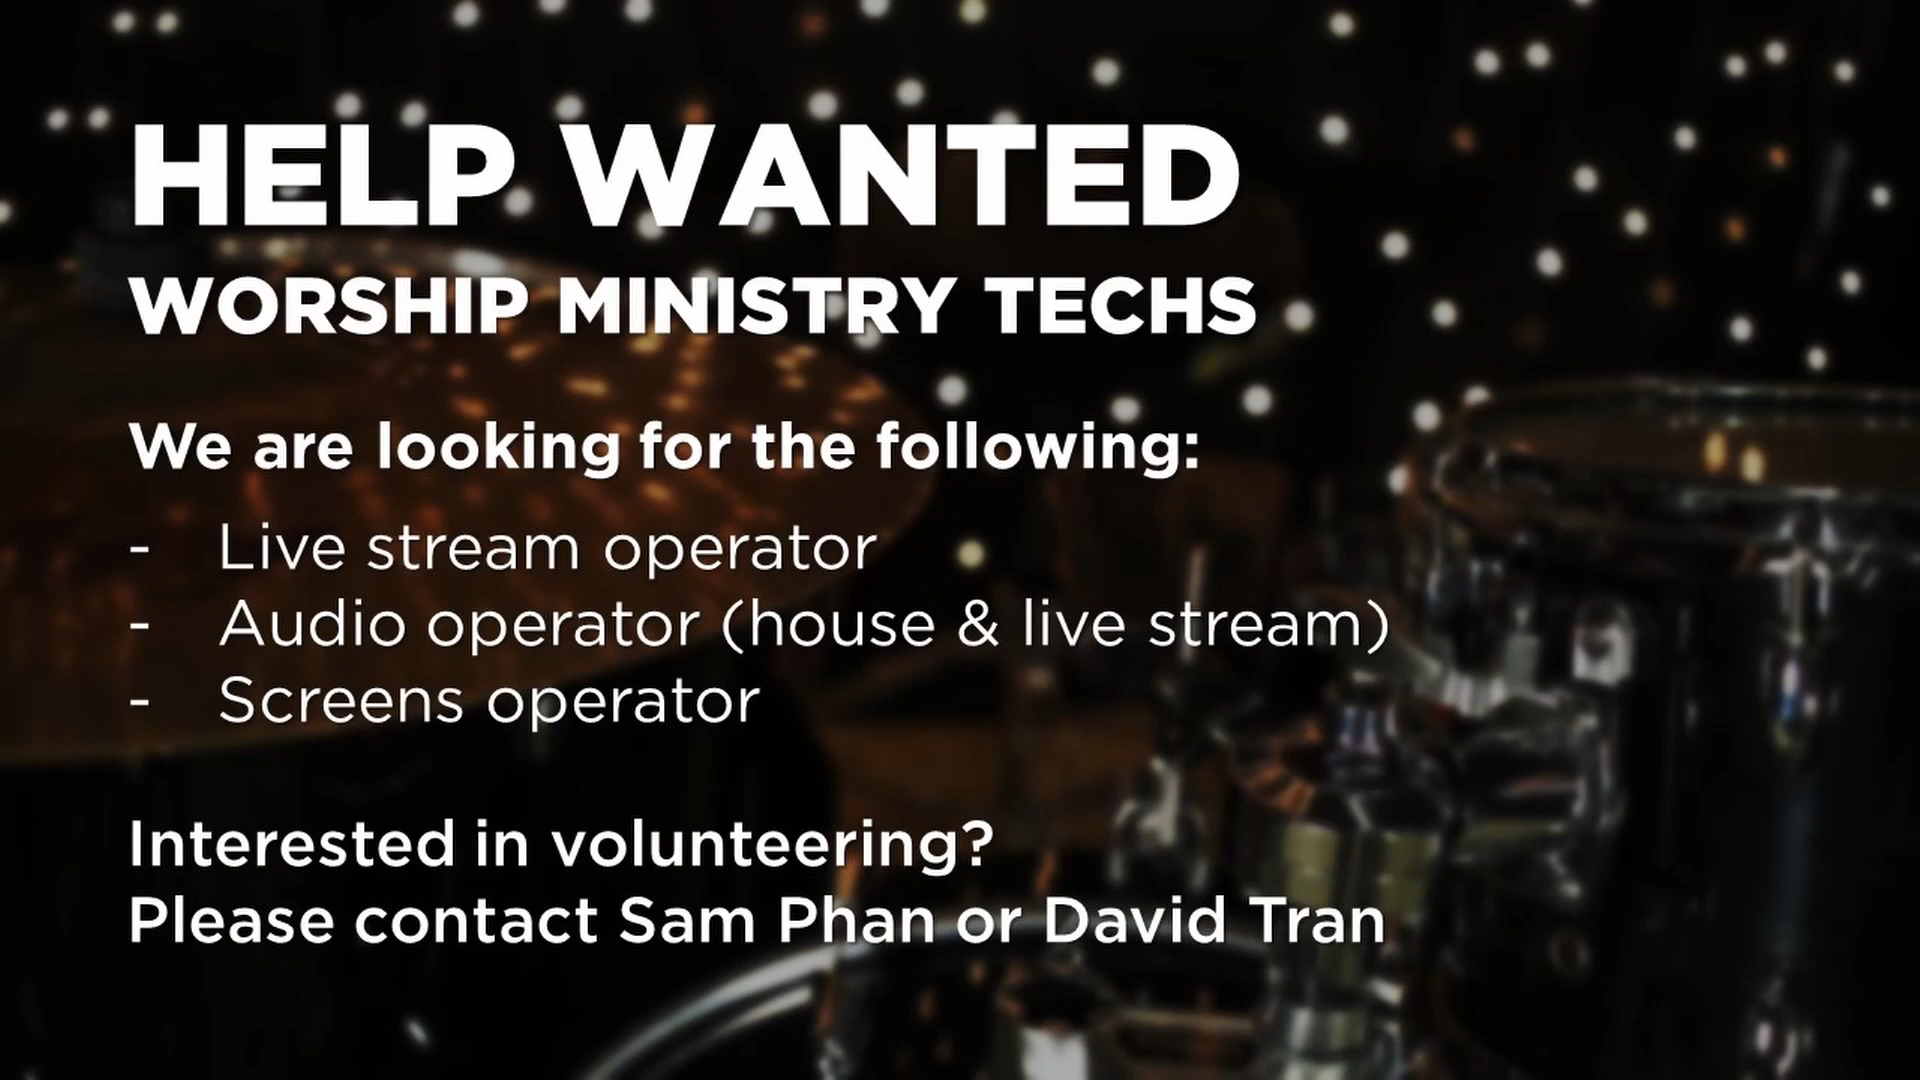 HELP WANTED
WORSHIP MINISTRY TECHS
We are looking for the following:
- Live stream operator
- Audio operator (house & live stream)
- Screens operator
Interested in volunteering?
Please contact Sam Phan or David Tran